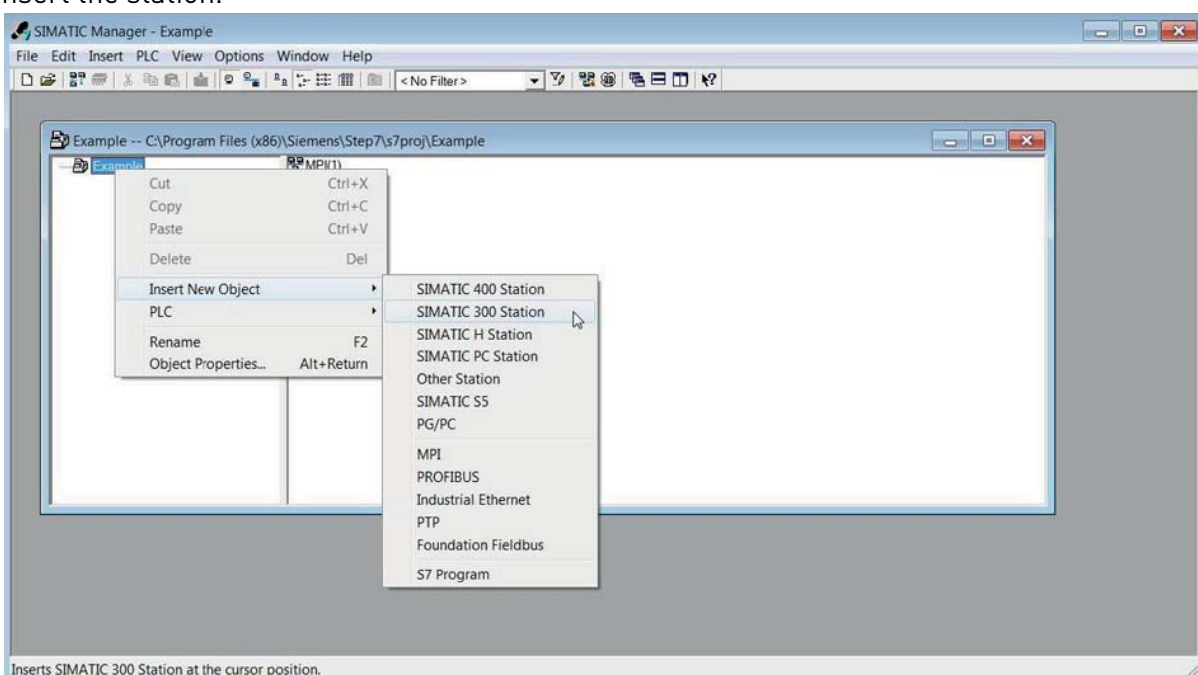 insert the station.
SIMATIC Manager - Example
File Edit Insert PLC View Options Window Help
< No Filter >
Example -- C:\Program Files (x86)\Siemens\Step7\s7proj\Example
Example
MPI(1)
Cut Ctrl+X
Copy Ctrl+C
Paste Ctrl+V
Delete Del
Insert New Object
PLC
Rename F2
Object Properties... Alt+Return
SIMATIC 400 Station
SIMATIC 300 Station
SIMATIC H Station
SIMATIC PC Station
Other Station
SIMATIC S5
PG/PC
MPI
PROFIBUS
Industrial Ethernet
PTP
Foundation Fieldbus
S7 Program
Inserts SIMATIC 300 Station at the cursor position.